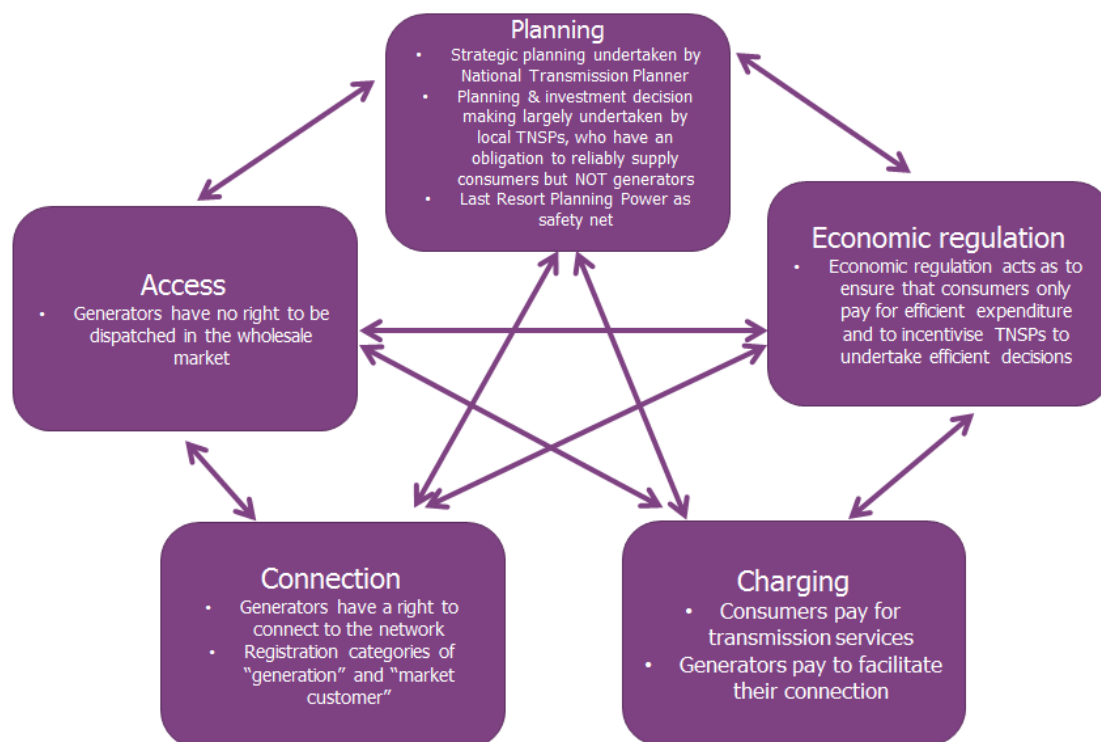 Planning
• Strategic planning undertaken by
National Transmission Planner
• Planning & investment decision
making largely undertaken by
local TNSPs, who have an
obligation to reliably supply
consumers but NOT generators
• Last Resort Planning Power as
safety net
Access
• Generators have no right to be
dispatched in the wholesale
market
Economic regulation
• Economic regulation acts as to
ensure that consumers only
pay for efficient expenditure
and to incentivise TNSPs to
undertake efficient decisions
Connection
• Generators have a right to
connect to the network
• Registration categories of
“generation” and “market
customer”
Charging
• Consumers pay for
transmission services
• Generators pay to facilitate
their connection